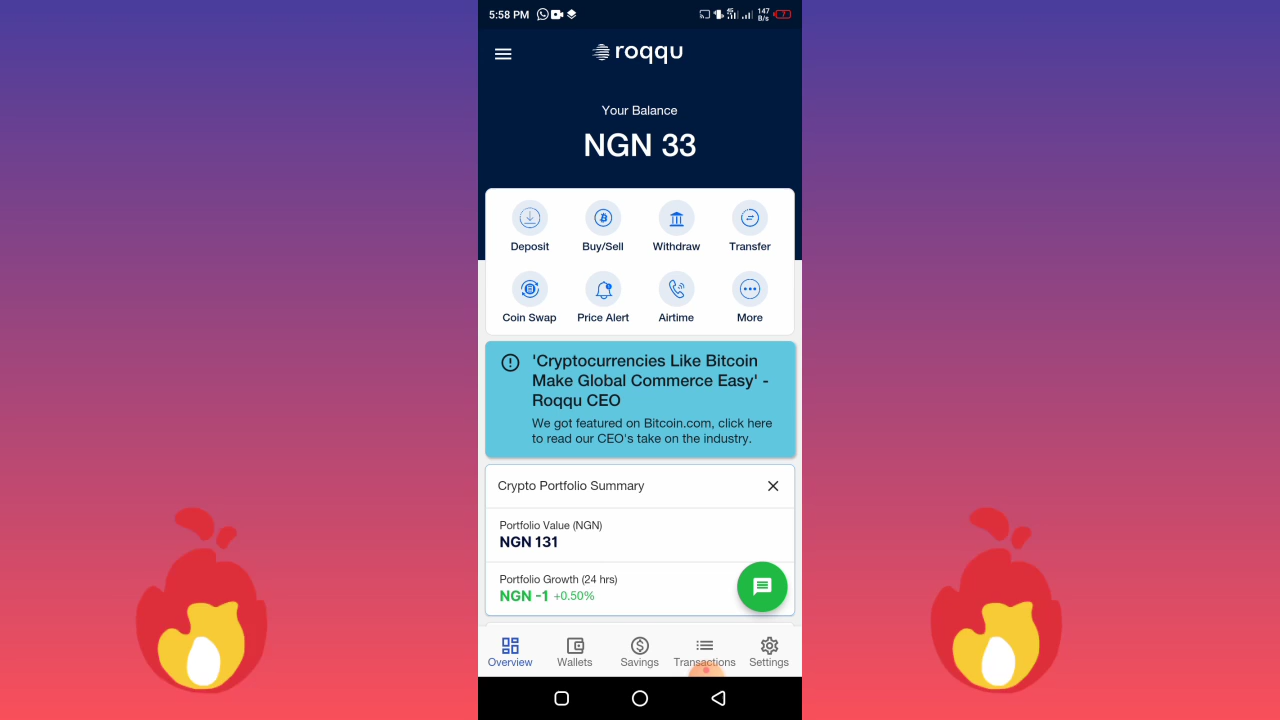 5:58 PM
4G
147
B/s
7
roqqu
Your Balance
NGN 33
Deposit
Buy/Sell
Withdraw
Transfer
Coin Swap
Price Alert
Airtime
More
'Cryptocurrencies Like Bitcoin
Make Global Commerce Easy' -
Roqqu CEO
We got featured on Bitcoin.com, click here
to read our CEO's take on the industry.
Crypto Portfolio Summary
Portfolio Value (NGN)
NGN 131
Portfolio Growth (24 hrs)
NGN -1 +0.50%
Overview
Wallets
Savings
Transactions
Settings